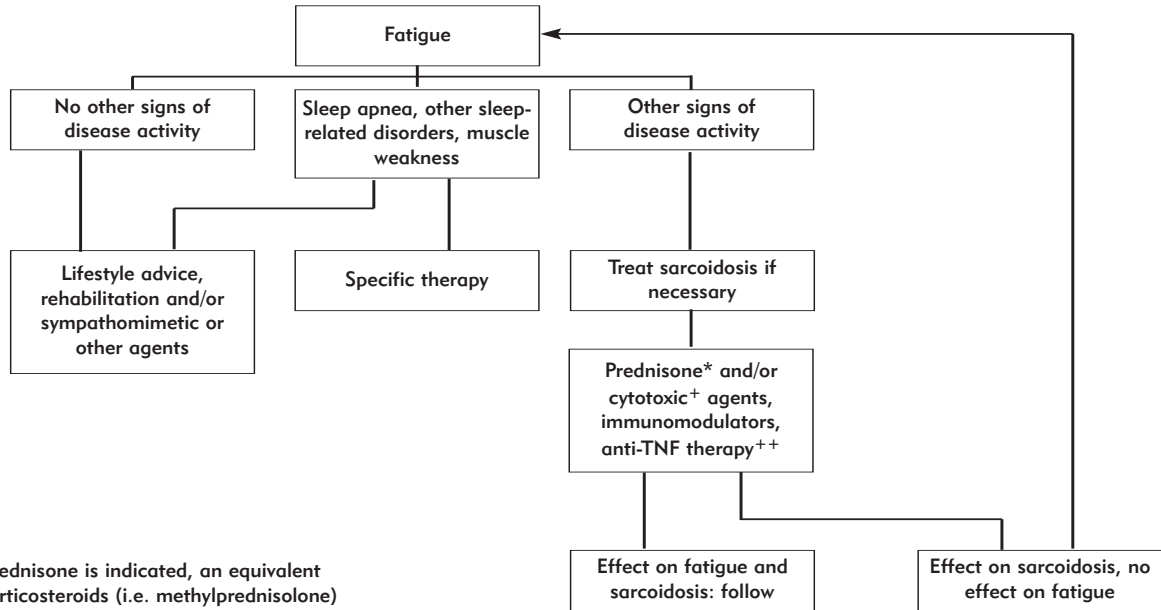 Fatigue
No other signs of
disease activity
Sleep apnea, other sleep-
related disorders, muscle
weakness
Other signs of
disease activity
Lifestyle advice,
rehabilitation and/or
sympathomimetic or
other agents
Specific therapy
Treat sarcoidosis if
necessary
Prednisone* and/or
cytotoxic+ agents,
immunomodulators,
anti-TNF therapy++
Effect on fatigue and
sarcoidosis: follow
Effect on sarcoidosis, no
effect on fatigue
ednisone is indicated, an equivalent
rticosteroids (i.e. methylprednisolone)